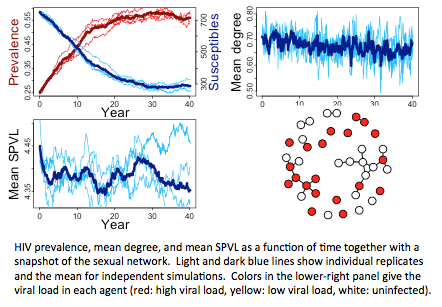 Prevalence
0.25 0.35 0.45 0.55
300 500 700
Susceptibles
0 10 20 30 40
Year
Mean degree
0.50 0.60 0.70 0.80
0 10 20 30 40
Mean SPVL
4.35 4.45
0 10 20 30 40
Year
HIV prevalence, mean degree, and mean SPVL as a function of time together with a
snapshot of the sexual network. Light and dark blue lines show individual replicates
and the mean for independent simulations. Colors in the lower-right panel give the
viral load in each agent (red: high viral load, yellow: low viral load, white: uninfected).